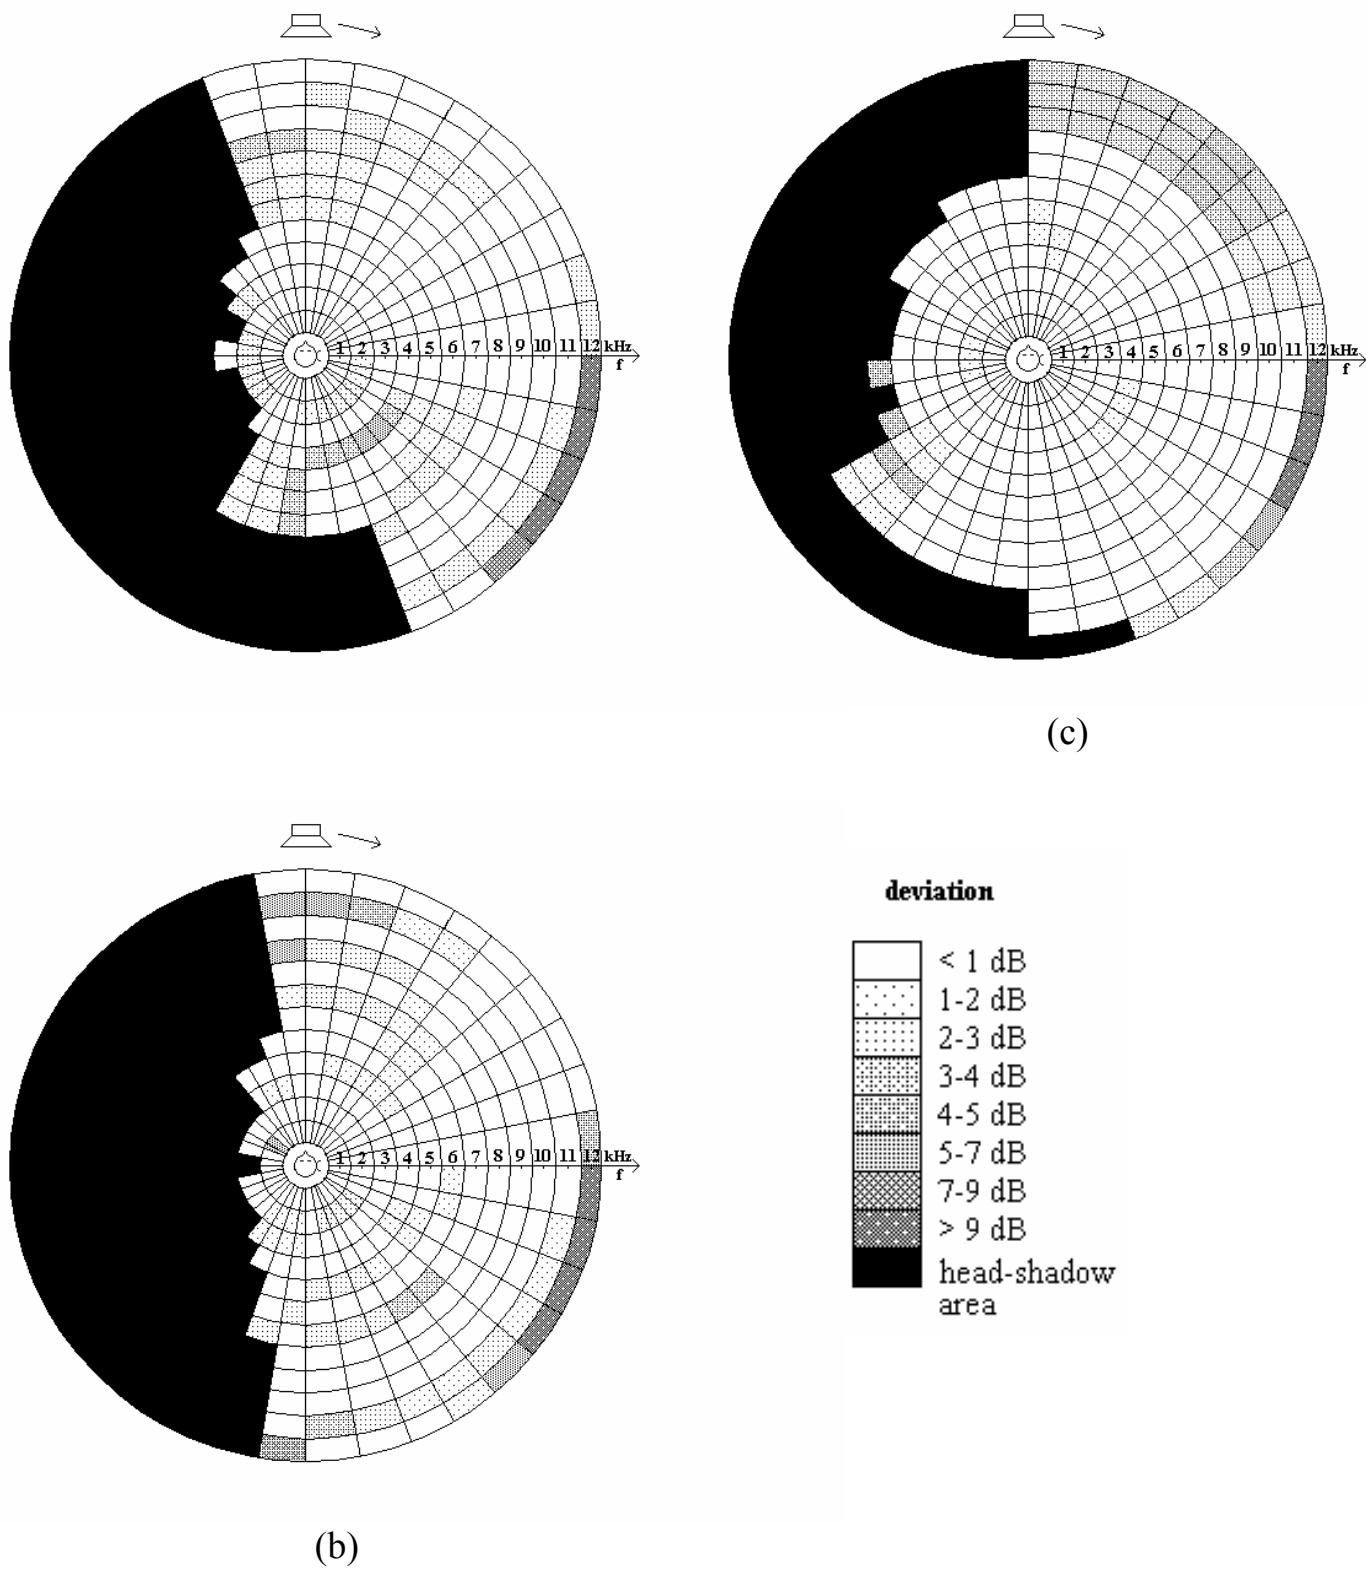 1 2 3 4 5 6 7 8 9 10 11 12 kHz
f
1 2 3 4 5 6 7 8 9 10 11 12 kHz
f
(c)
1 2 3 4 5 6 7 8 9 10 11 12 kHz
f
(b)
deviation
< 1 dB
1-2 dB
2-3 dB
3-4 dB
4-5 dB
5-7 dB
7-9 dB
> 9 dB
head-shadow
area